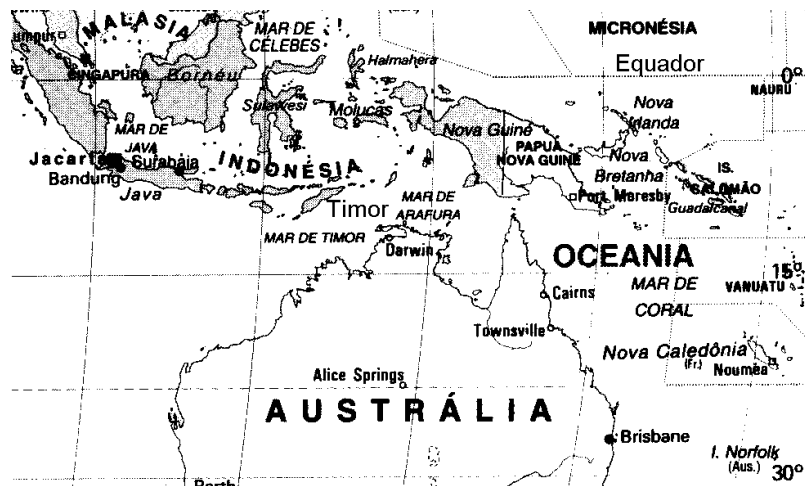 MALÁSIA
MAR DE
CÉLEBES
Halmahera
MICRONÉSIA
Equador
0°
NAURU
SINGAPURA
Bornéu
Sulawesi
Molucas
Nova
Irlanda
MAR DE
JAVA
Nova Guiné
PAPUA
NOVA GUINÉ
Nova
Bretanha
IS.
SALOMÃO
Guadalcanal
Jacarta
Surabaia
INDONÉSIA
Bandung
Java
Timor
MAR DE
ARAFURA
Port Moresby
MAR DE TIMOR
Darwin
OCEANIA
15°
MAR DE
CORAL
VANUATU
Cairns
Townsville
Nova Caledônia
(Fr.)
Nouméa
Alice Springs
AUSTRÁLIA
Brisbane
I. Norfolk
(Aus.)
30°
Perth